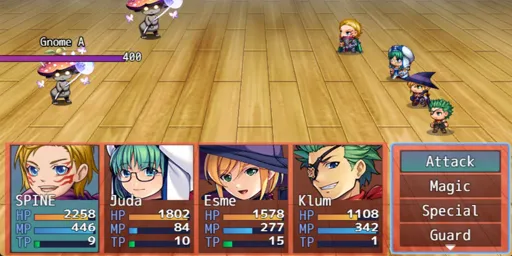 Gnome A
400
SPINE Juda Esme Klum
HP 2258 HP 1802 HP 1578 HP 1108
MP 446 MP 84 MP 277 MP 342
TP 9 TP 10 TP 15 TP 1
Attack
Magic
Special
Guard